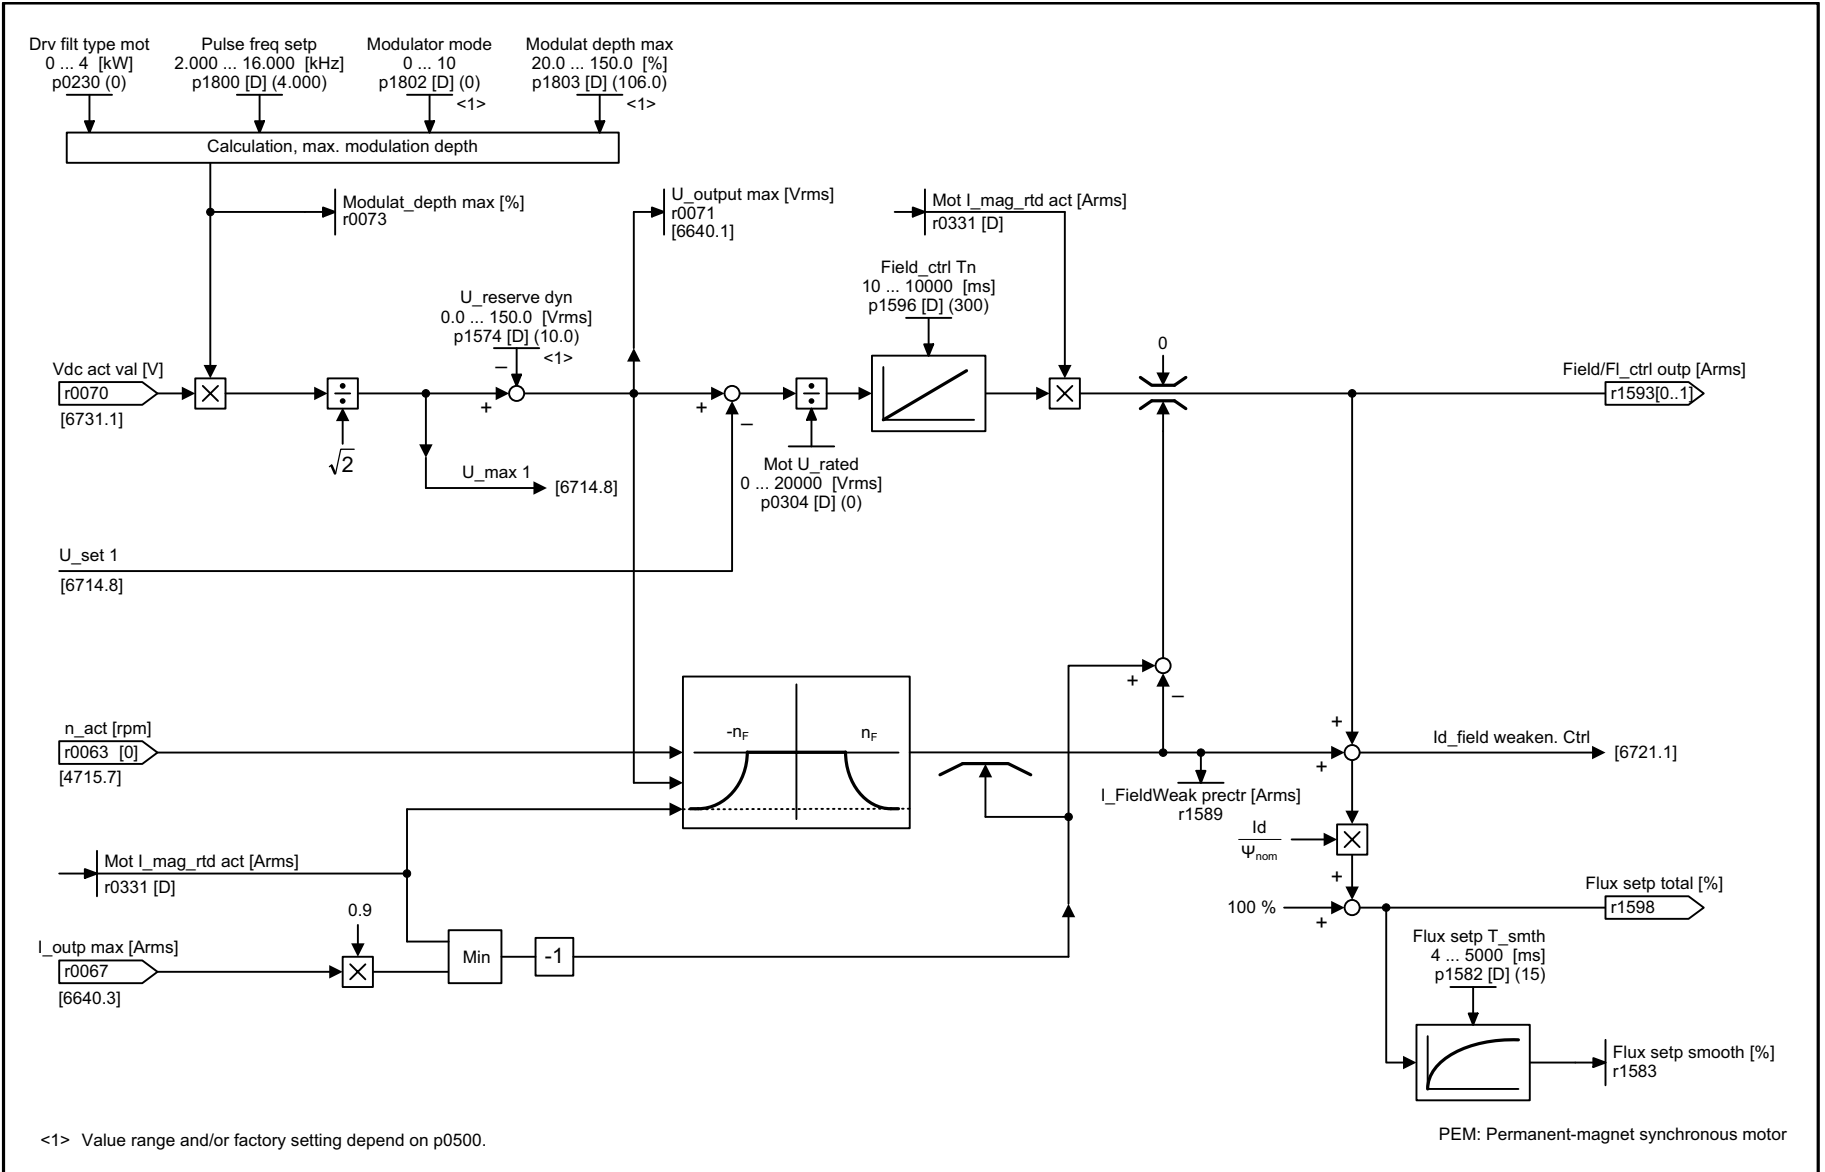 Drv filt type mot
0 ... 4 [kW]
p0230 (0)
Pulse freq setp
2.000 ... 16.000 [kHz]
p1800 [D] (4.000)
Modulator mode
0 ... 10
p1802 [D] (0)
<1>
Modulat depth max
20.0 ... 150.0 [%]
p1803 [D] (106.0)
<1>
Calculation, max. modulation depth
Modulat_depth max [%]
r0073
U_output max [Vrms]
r0071
[6640.1]
Mot I_mag_rtd act [Arms]
r0331 [D]
Field_ctrl Tn
10 ... 10000 [ms]
p1596 [D] (300)
U_reserve dyn
0.0 ... 150.0 [Vrms]
p1574 [D] (10.0)
<1>
–
0
Vdc act val [V]
r0070
[6731.1]
×
÷
√2
+
+
–
÷
×
Field/Fl_ctrl outp [Arms]
r1593[0..1]
U_max 1
[6714.8]
Mot U_rated
0 ... 20000 [Vrms]
p0304 [D] (0)
U_set 1
[6714.8]
+
–
n_act [rpm]
r0063 [0]
[4715.7]
-nF
nF
+
+
Id_field weaken. Ctrl
[6721.1]
I_FieldWeak prectr [Arms]
r1589
Id
Ψnom
×
Mot I_mag_rtd act [Arms]
r0331 [D]
+
100 %
+
Flux setp total [%]
r1598
0.9
I_outp max [Arms]
r0067
[6640.3]
×
Min
-1
Flux setp T_smth
4 ... 5000 [ms]
p1582 [D] (15)
Flux setp smooth [%]
r1583
<1> Value range and/or factory setting depend on p0500.
PEM: Permanent-magnet synchronous motor